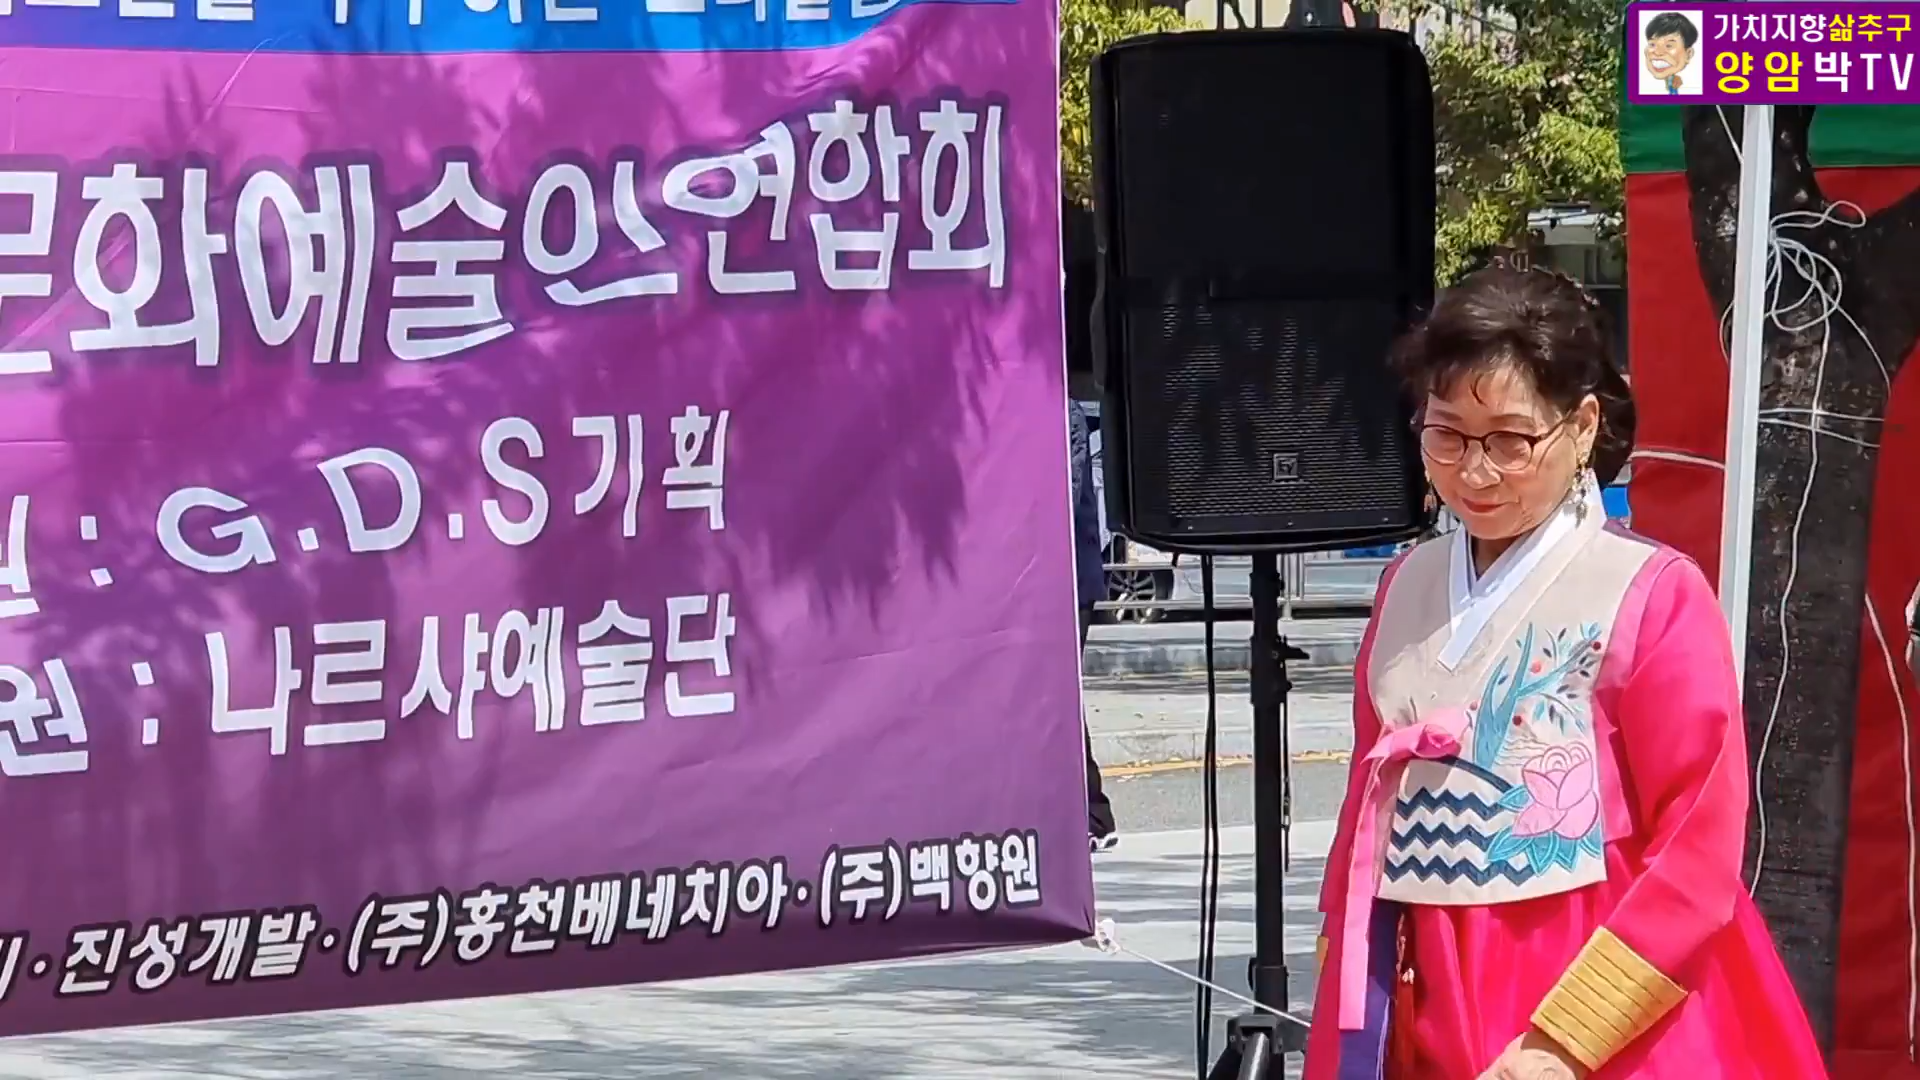 문화예술인연합회
원 : G.D.S기획
원 : 나르샤예술단
· 진성개발 · (주)홍천베네치아 · (주)백향원
가치지향삶추구
양암박TV